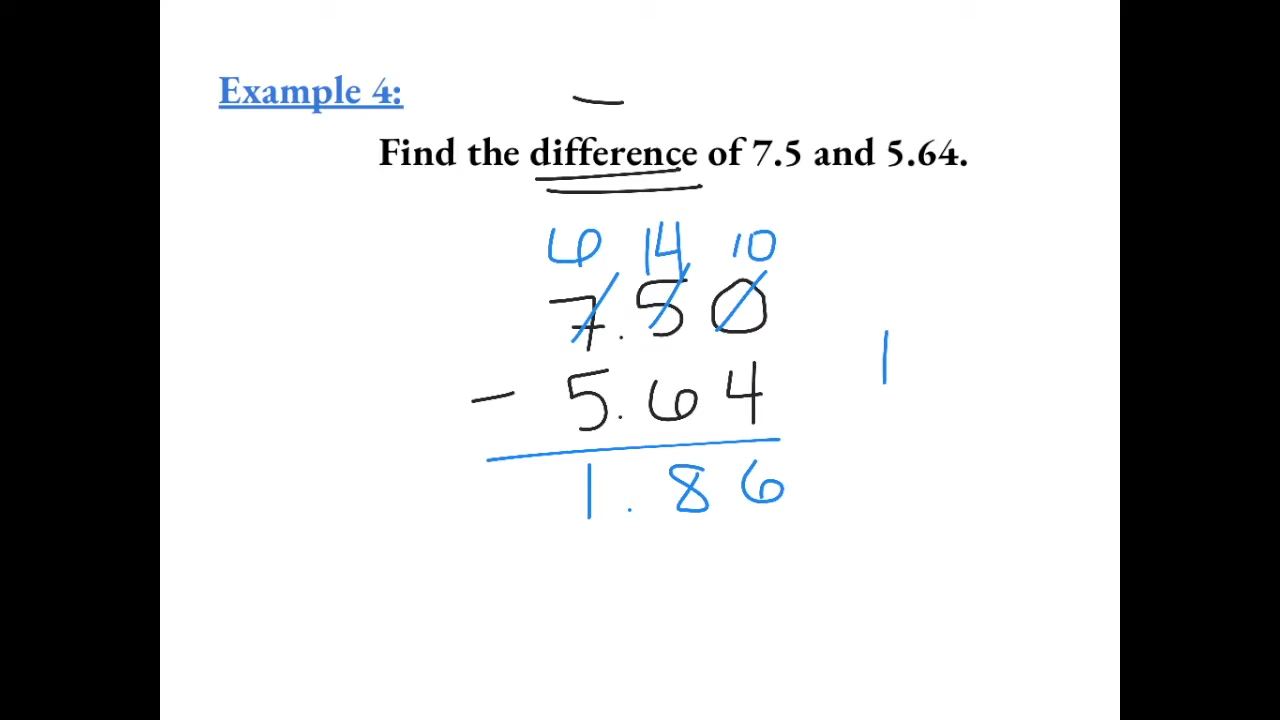 Example 4:
—
Find the difference of 7.5 and 5.64.
6 14 10
7.50
- 5.64
1
1.86